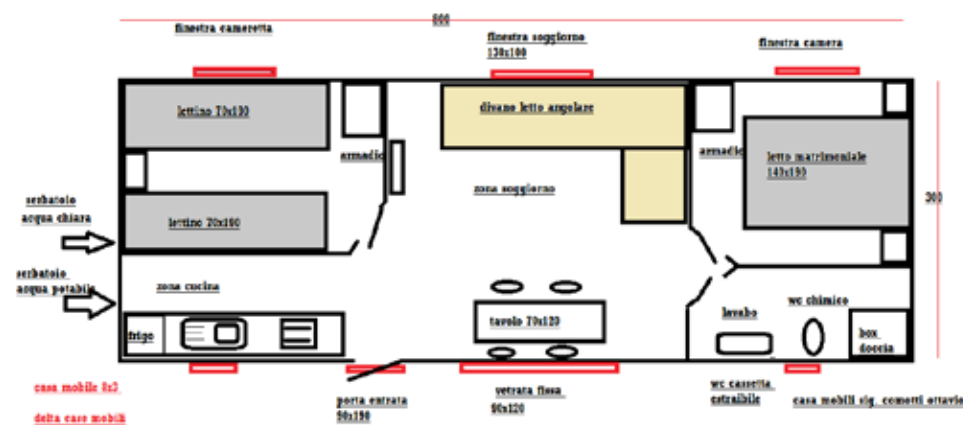 800
finestra cameretta
finestra soggiorno
130x100
finestra camera
lettino 70x190
divano letto angolare
armadio
armadio
letto matrimoniale
140x190
zona soggiorno
300
serbatoio
acqua chiara
lettino 70x190
serbatoio
acqua potabile
zona cucina
frigo
tavolo 70x120
lavabo
wc chimico
box
doccia
casa mobile 8x3
delta case mobili
porta entrata
90x190
vetrata fissa
90x120
wc cassetta
estraibile
casa mobili sig. cometti ottavio